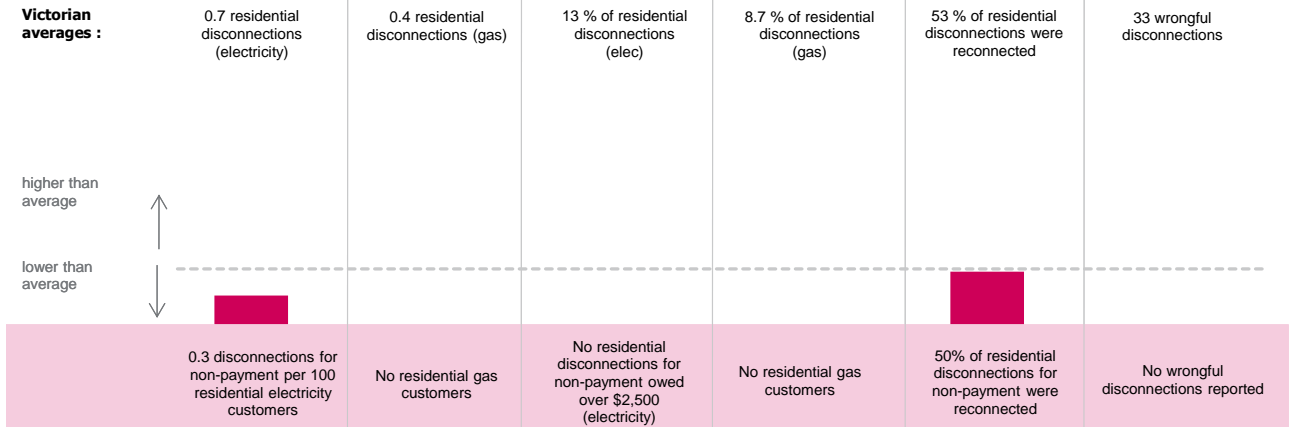 Victorian
averages :
0.7 residential
disconnections
(electricity)
0.4 residential
disconnections (gas)
13 % of residential
disconnections
(elec)
8.7 % of residential
disconnections
(gas)
53 % of residential
disconnections were
reconnected
33 wrongful
disconnections
higher than
average
lower than
average
0.3 disconnections for
non-payment per 100
residential electricity
customers
No residential gas
customers
No residential
disconnections for
non-payment owed
over $2,500
(electricity)
No residential gas
customers
50% of residential
disconnections for
non-payment were
reconnected
No wrongful
disconnections reported